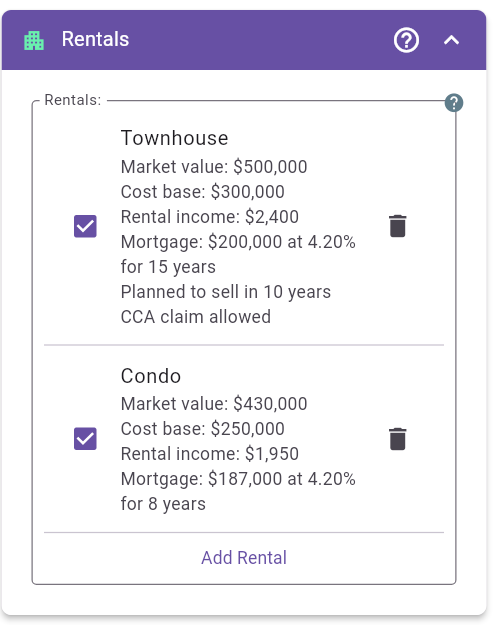 Rentals
Rentals:
Townhouse
Market value: $500,000
Cost base: $300,000
Rental income: $2,400
Mortgage: $200,000 at 4.20%
for 15 years
Planned to sell in 10 years
CCA claim allowed
Condo
Market value: $430,000
Cost base: $250,000
Rental income: $1,950
Mortgage: $187,000 at 4.20%
for 8 years
Add Rental